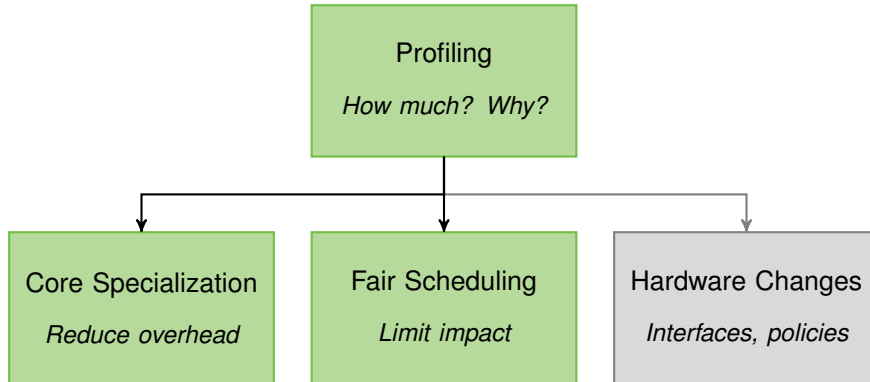 Profiling
How much? Why?
Core Specialization
Reduce overhead
Fair Scheduling
Limit impact
Hardware Changes
Interfaces, policies